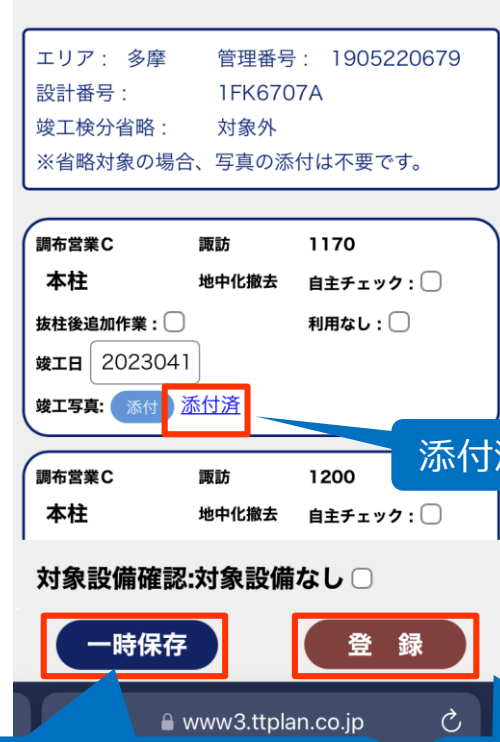 エリア： 多摩 管理番号： 1905220679
設計番号： 1FK6707A
竣工検分省略： 対象外
※省略対象の場合、写真の添付は不要です。
調布営業C 諏訪 1170
本柱 地中化撤去 自主チェック：
抜柱後追加作業： 利用なし：
竣工日 2023041
竣工写真: 添付 添付済
添付
調布営業C 諏訪 1200
本柱 地中化撤去 自主チェック：
対象設備確認:対象設備なし
一時保存 登 録
www3.ttplan.co.jp